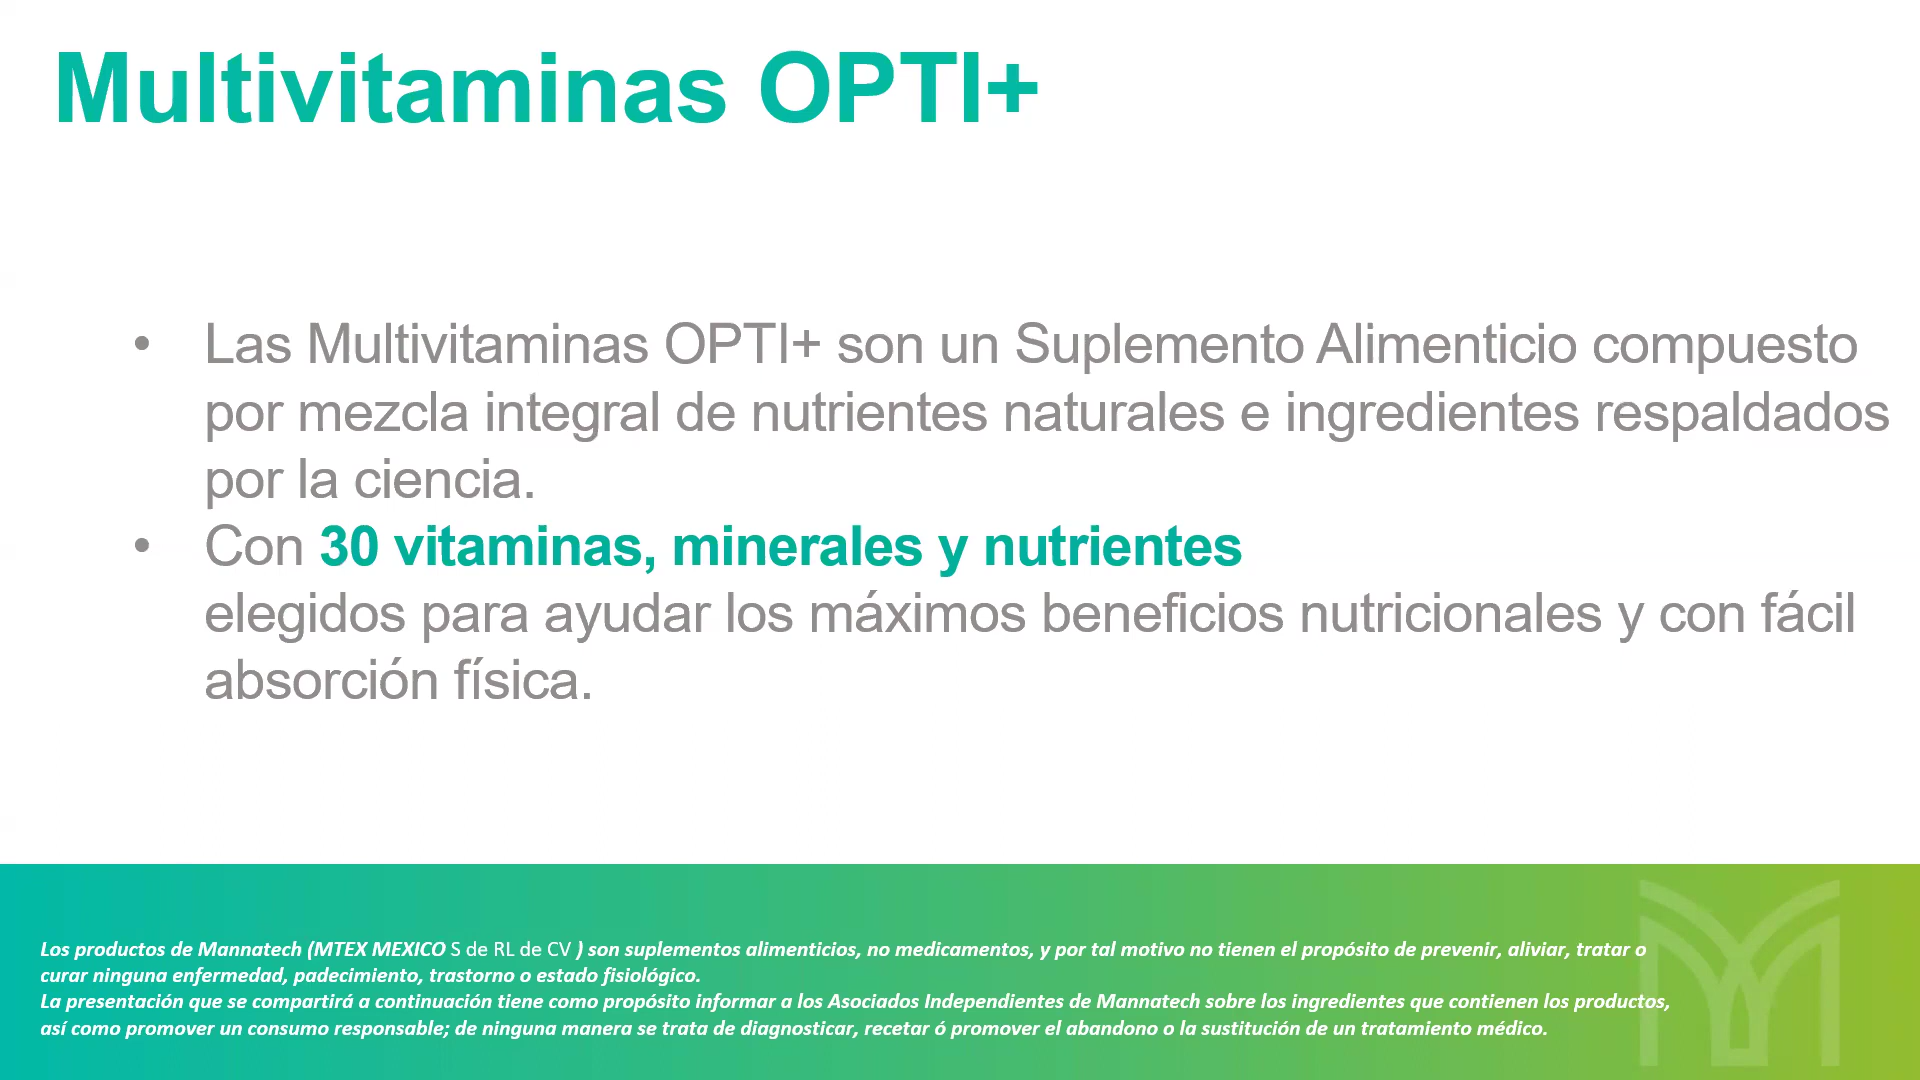 Multivitaminas OPTI+
• Las Multivitaminas OPTI+ son un Suplemento Alimenticio compuesto
por mezcla integral de nutrientes naturales e ingredientes respaldados
por la ciencia.
• Con 30 vitaminas, minerales y nutrientes
elegidos para ayudar los máximos beneficios nutricionales y con fácil
absorción física.
Los productos de Mannatech (MTEX MEXICO S de RL de CV ) son suplementos alimenticios, no medicamentos, y por tal motivo no tienen el propósito de prevenir, aliviar, tratar o
curar ninguna enfermedad, padecimiento, trastorno o estado fisiológico.
La presentación que se compartirá a continuación tiene como propósito informar a los Asociados Independientes de Mannatech sobre los ingredientes que contienen los productos,
así como promover un consumo responsable; de ninguna manera se trata de diagnosticar, recetar ó promover el abandono o la sustitución de un tratamiento médico.